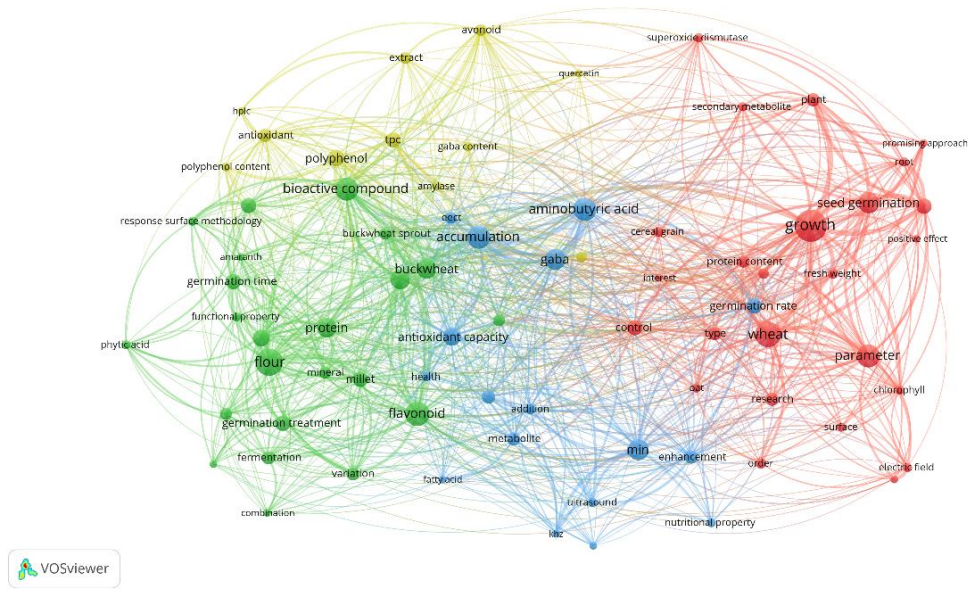 avonoid
superoxide dismutase
extract
quercetin
hplc
secondary metabolite
plant
antioxidant
tpc
gaba content
promising approach
polyphenol
root
polyphenol content
amylase
bioactive compound
seed germination
aminobutyric acid
response surface methodology
eect
growth
buckwheat sprout
accumulation
cereal grain
positive effect
amaranth
gaba
protein content
buckwheat
fresh weight
germination time
interest
germination rate
functional property
protein
control
type
wheat
antioxidant capacity
phytic acid
flour
parameter
mineral
millet
health
oat
chlorophyll
research
flavonoid
addition
germination treatment
surface
metabolite
min
fermentation
enhancement
order
variation
fatty acid
electric field
ultrasound
combination
nutritional property
khz
VOSviewer